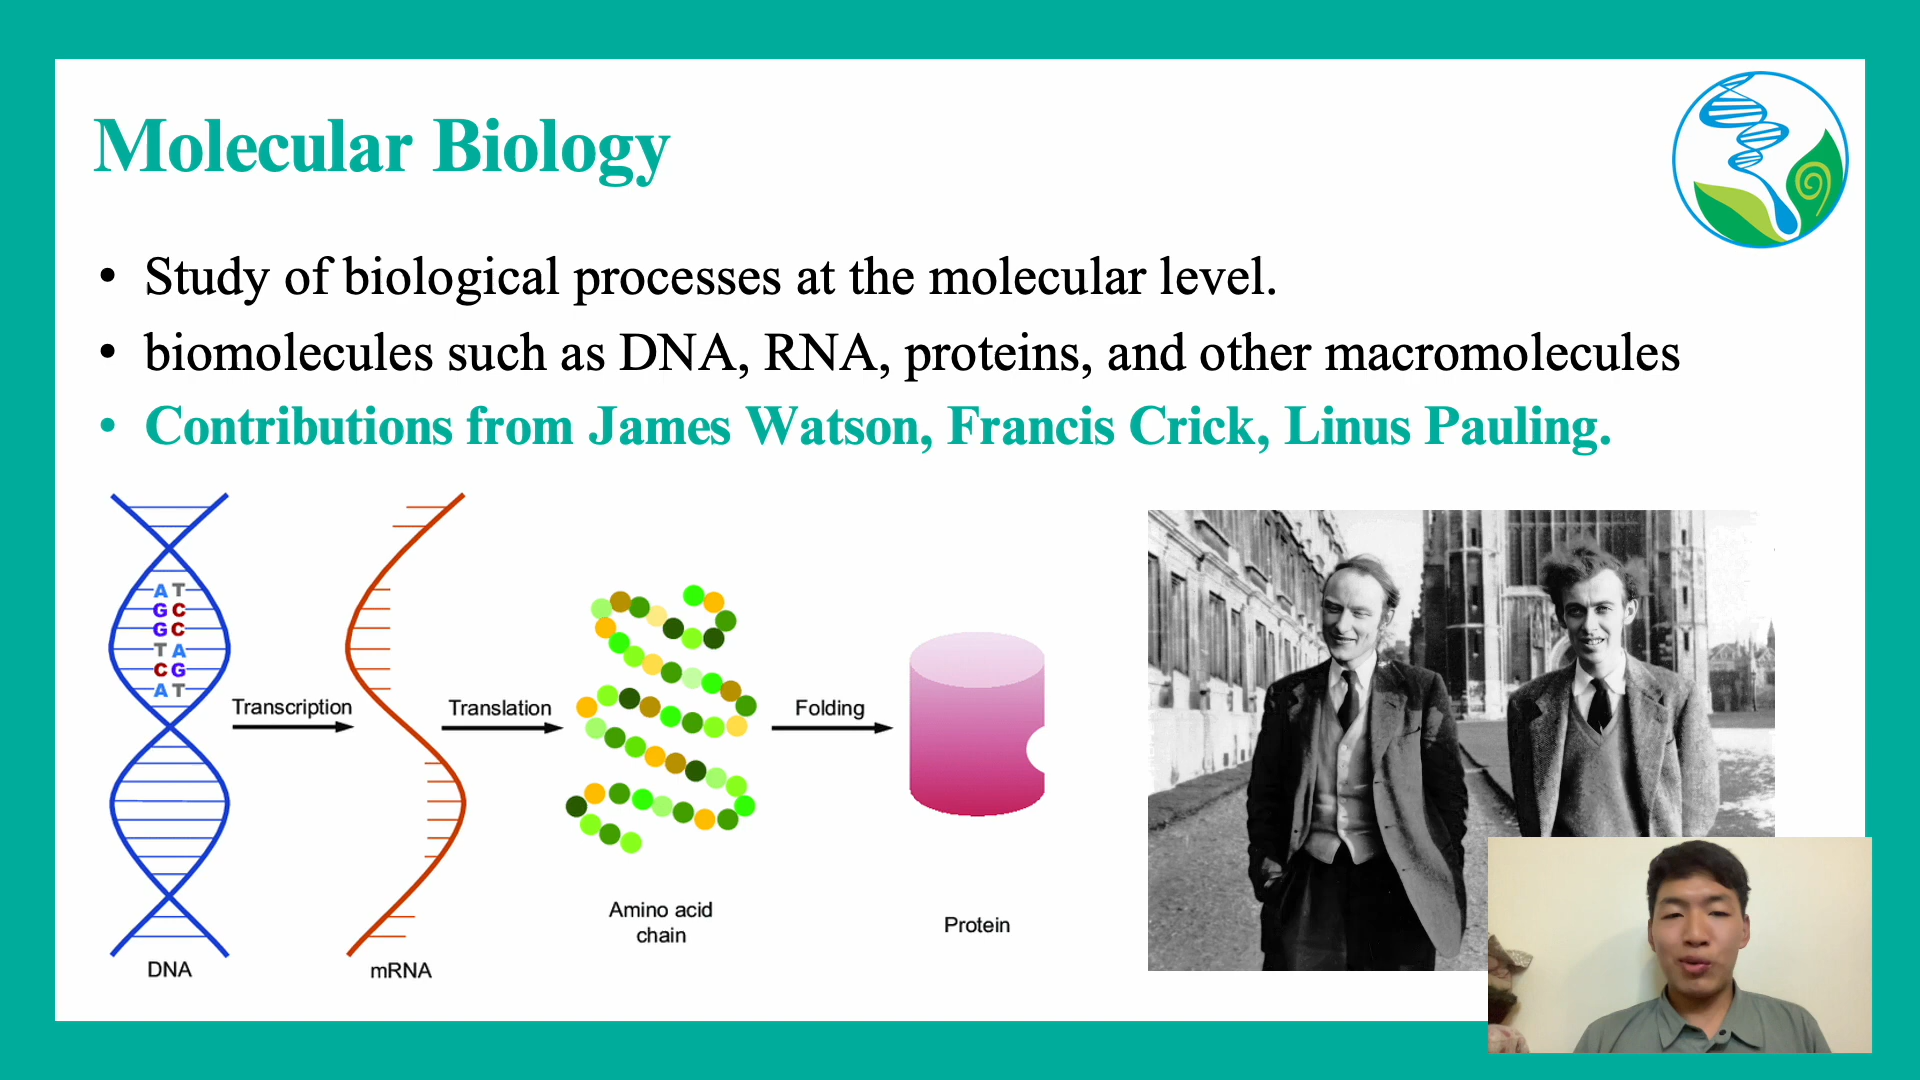 Molecular Biology
• Study of biological processes at the molecular level.
• biomolecules such as DNA, RNA, proteins, and other macromolecules
• Contributions from James Watson, Francis Crick, Linus Pauling.
A T
G C
G C
T A
C G
A T
Transcription
Translation
Folding
Amino acid
chain
Protein
DNA
mRNA